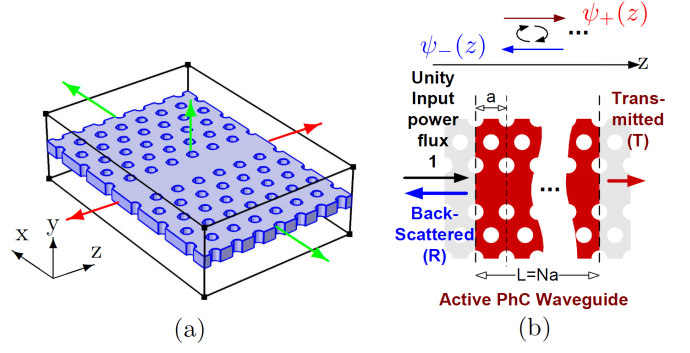 x
y
z
(a)
ψ₊(z)
ψ₋(z)
...
z
Unity
Input
power
flux
1
a
Trans-
mitted
(T)
Back-
Scattered
(R)
...
L=Na
Active PhC Waveguide
(b)